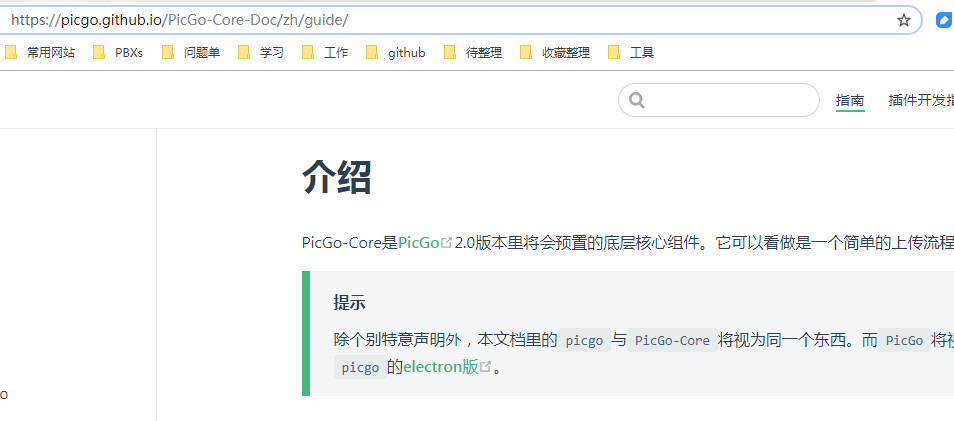 https://picgo.github.io/PicGo-Core-Doc/zh/guide/
常用网站 PBXs 问题单 学习 工作 github 待整理 收藏整理 工具
指南 插件开发
介绍
PicGo-Core是PicGo2.0版本里将会预置的底层核心组件。它可以看做是一个简单的上传流程
提示
除个别特意声明外，本文档里的 picgo 与 PicGo-Core 将视为同一个东西。而 PicGo 将
picgo 的electron版。
o